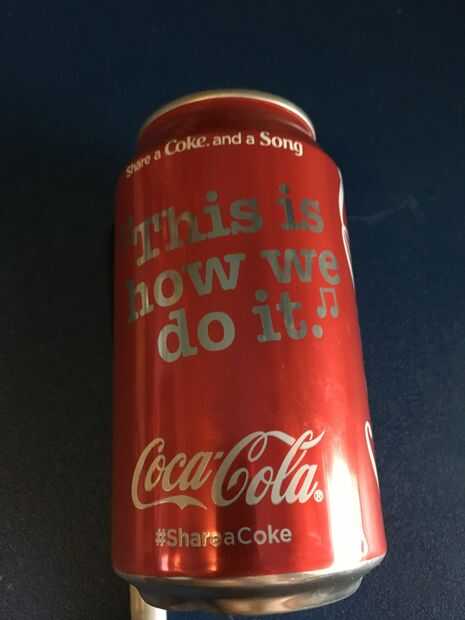 Share a Coke. and a Song
This is
how we
do it.♫
Coca-Cola®
#ShareaCoke